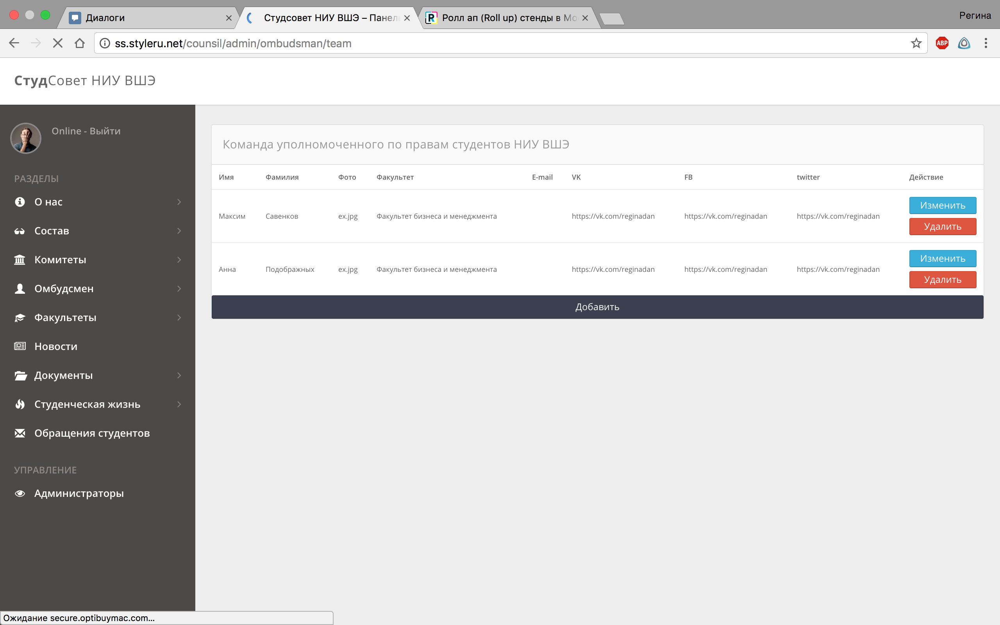 Диалоги
Студсовет НИУ ВШЭ – Панель
Ролл ап (Roll up) стенды в Мо
Регина
ss.styleru.net/counsil/admin/ombudsman/team
ABP
СтудСовет НИУ ВШЭ
Online - Выйти
РАЗДЕЛЫ
О нас
Состав
Комитеты
Омбудсмен
Факультеты
Новости
Документы
Студенческая жизнь
Обращения студентов
УПРАВЛЕНИЕ
Администраторы
Команда уполномоченного по правам студентов НИУ ВШЭ
Имя Фамилия Фото Факультет E-mail VK FB twitter Действие
Максим Савенков ex.jpg Факультет бизнеса и менеджмента https://vk.com/reginadan https://vk.com/reginadan https://vk.com/reginadan Изменить
Удалить
Анна Подображных ex.jpg Факультет бизнеса и менеджмента https://vk.com/reginadan https://vk.com/reginadan https://vk.com/reginadan Изменить
Удалить
Добавить
Ожидание secure.optibuymac.com...